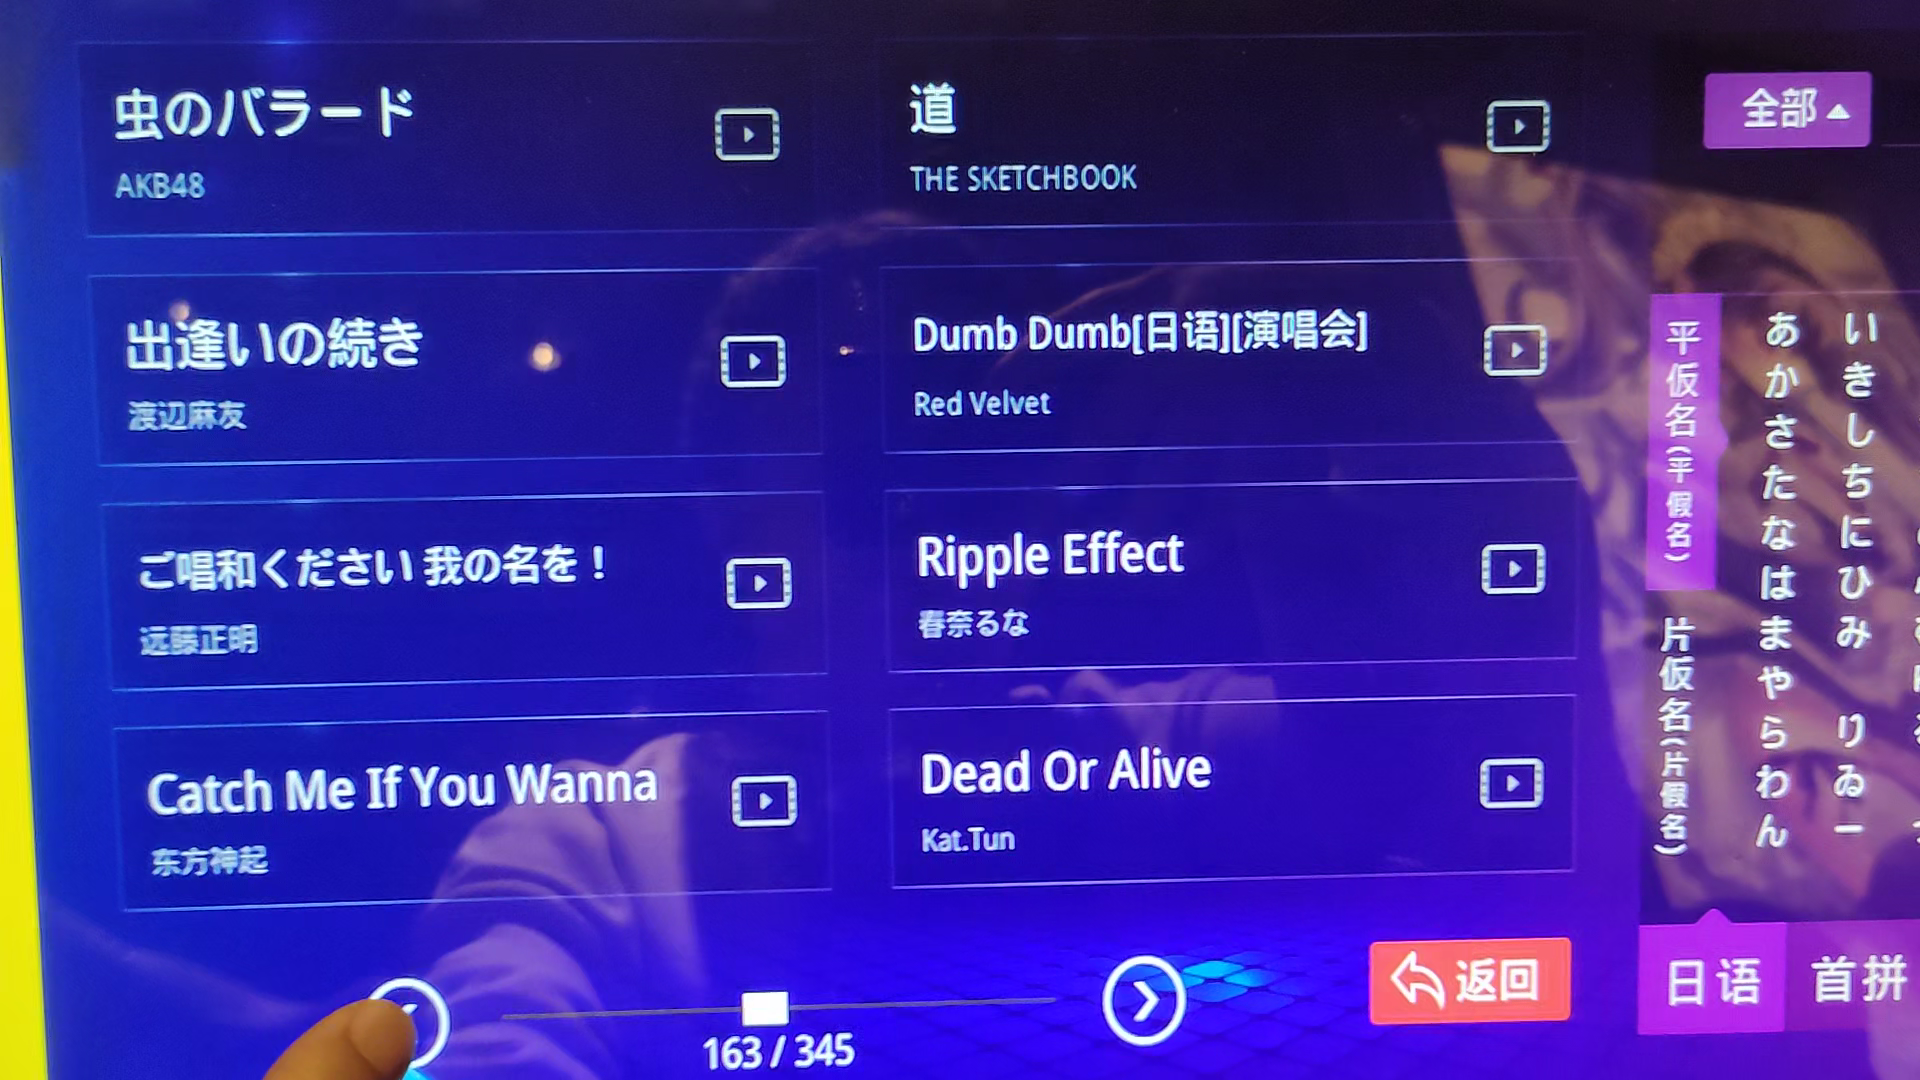 虫のバラード
AKB48
道
THE SKETCHBOOK
出逢いの続き
渡辺麻友
Dumb Dumb[日语][演唱会]
Red Velvet
ご唱和ください 我の名を！
远藤正明
Ripple Effect
春奈るな
Catch Me If You Wanna
东方神起
Dead Or Alive
Kat.Tun
163 / 345
返回
全部
平仮名(平假名)
片仮名(片假名)
あかさたなはまやらわん
いきしちにひみ りゐー
日语
首拼